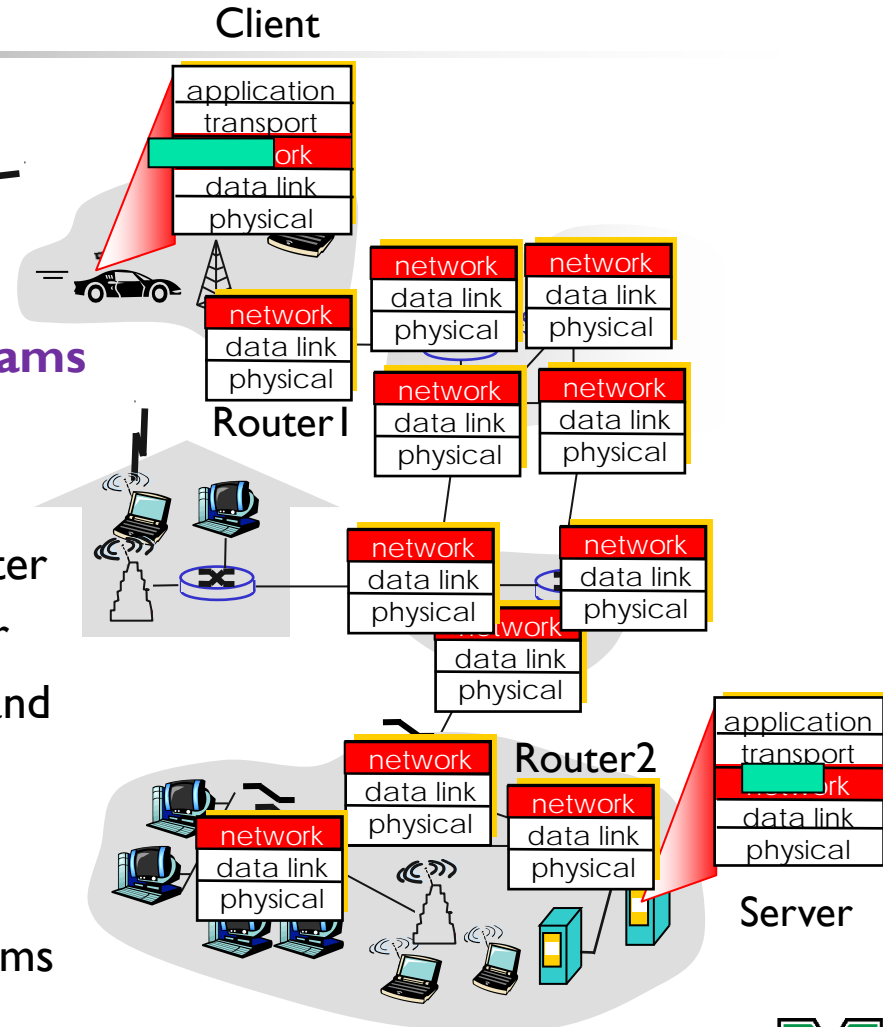 Client
application
transport
ork
data link
physical
network
data link
physical
network
data link
physical
network
data link
physical
ams
Router1
network
data link
physical
network
data link
physical
ter
r
and
network
data link
physical
network
data link
physical
network
data link
physical
Router2
network
data link
physical
network
data link
physical
network
data link
physical
application
transport
rk
data link
physical
Server
ms